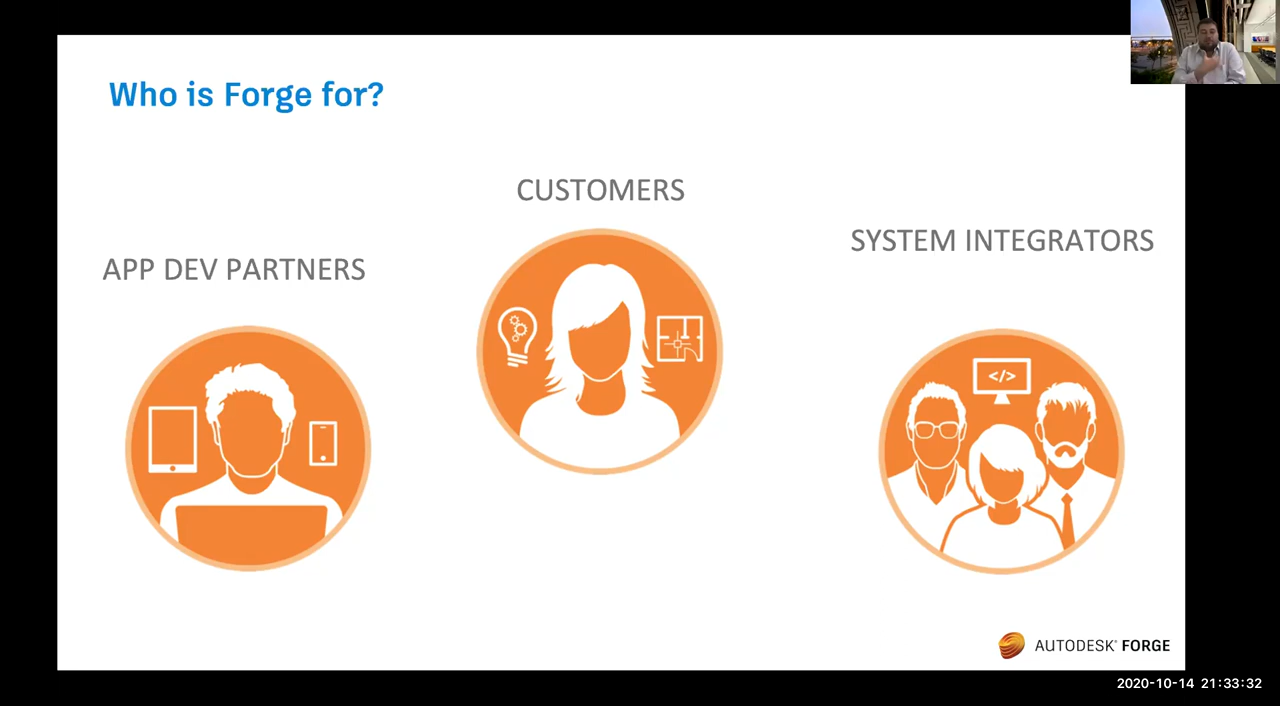 Who is Forge for?
CUSTOMERS
SYSTEM INTEGRATORS
APP DEV PARTNERS
</>
AUTODESK® FORGE
2020-10-14 21:33:32